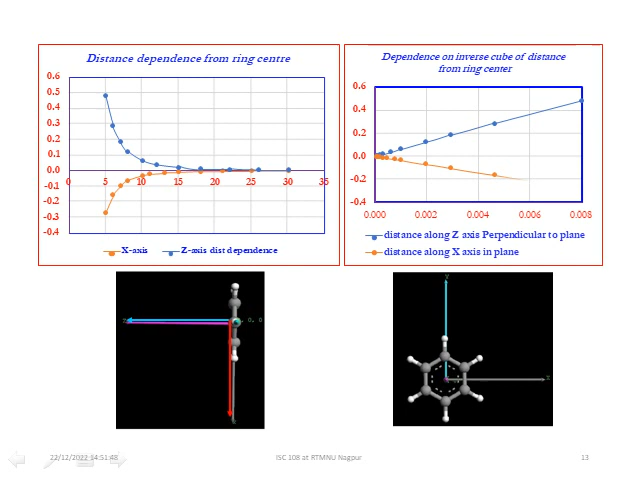 Distance dependence from ring centre
0.6
0.5
0.4
0.3
0.2
0.1
0.0
-0.1
-0.2
-0.3
-0.4
0 5 10 15 20 25 30 35
X-axis Z-axis dist dependence
Dependence on inverse cube of distance
from ring center
0.6
0.4
0.2
0.0
-0.2
-0.4
0.000 0.002 0.004 0.006 0.008
distance along Z axis Perpendicular to plane
distance along X axis in plane
0, 0
Y
22/12/2022 14:51:48 ISC 108 at RTMNU Nagpur 13